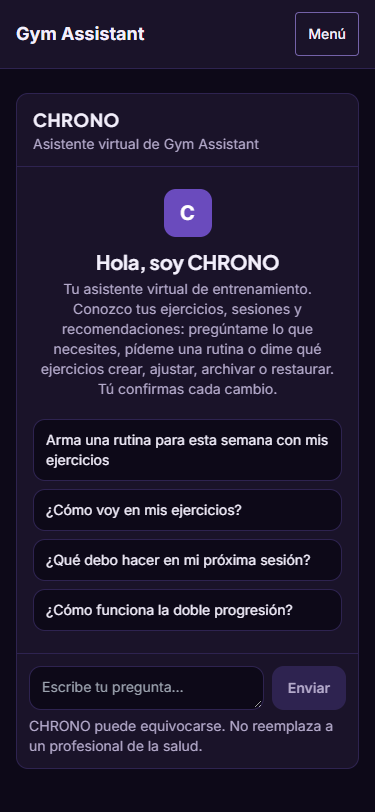 Gym Assistant
Menú
CHRONO
Asistente virtual de Gym Assistant
C
Hola, soy CHRONO
Tu asistente virtual de entrenamiento.
Conozco tus ejercicios, sesiones y
recomendaciones: pregúntame lo que
necesites, pídeme una rutina o dime qué
ejercicios crear, ajustar, archivar o restaurar.
Tú confirmas cada cambio.
Arma una rutina para esta semana con mis
ejercicios
¿Cómo voy en mis ejercicios?
¿Qué debo hacer en mi próxima sesión?
¿Cómo funciona la doble progresión?
Escribe tu pregunta...
Enviar
CHRONO puede equivocarse. No reemplaza a
un profesional de la salud.